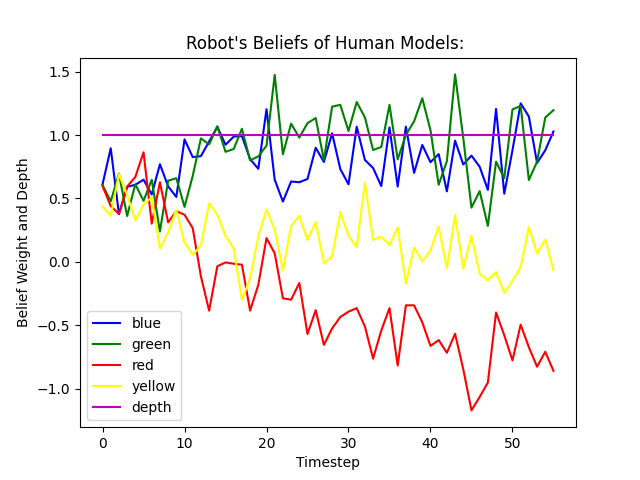 Robot's Beliefs of Human Models:
Belief Weight and Depth
1.5
1.0
0.5
0.0
−0.5
−1.0
blue
green
red
yellow
depth
0 10 20 30 40 50
Timestep